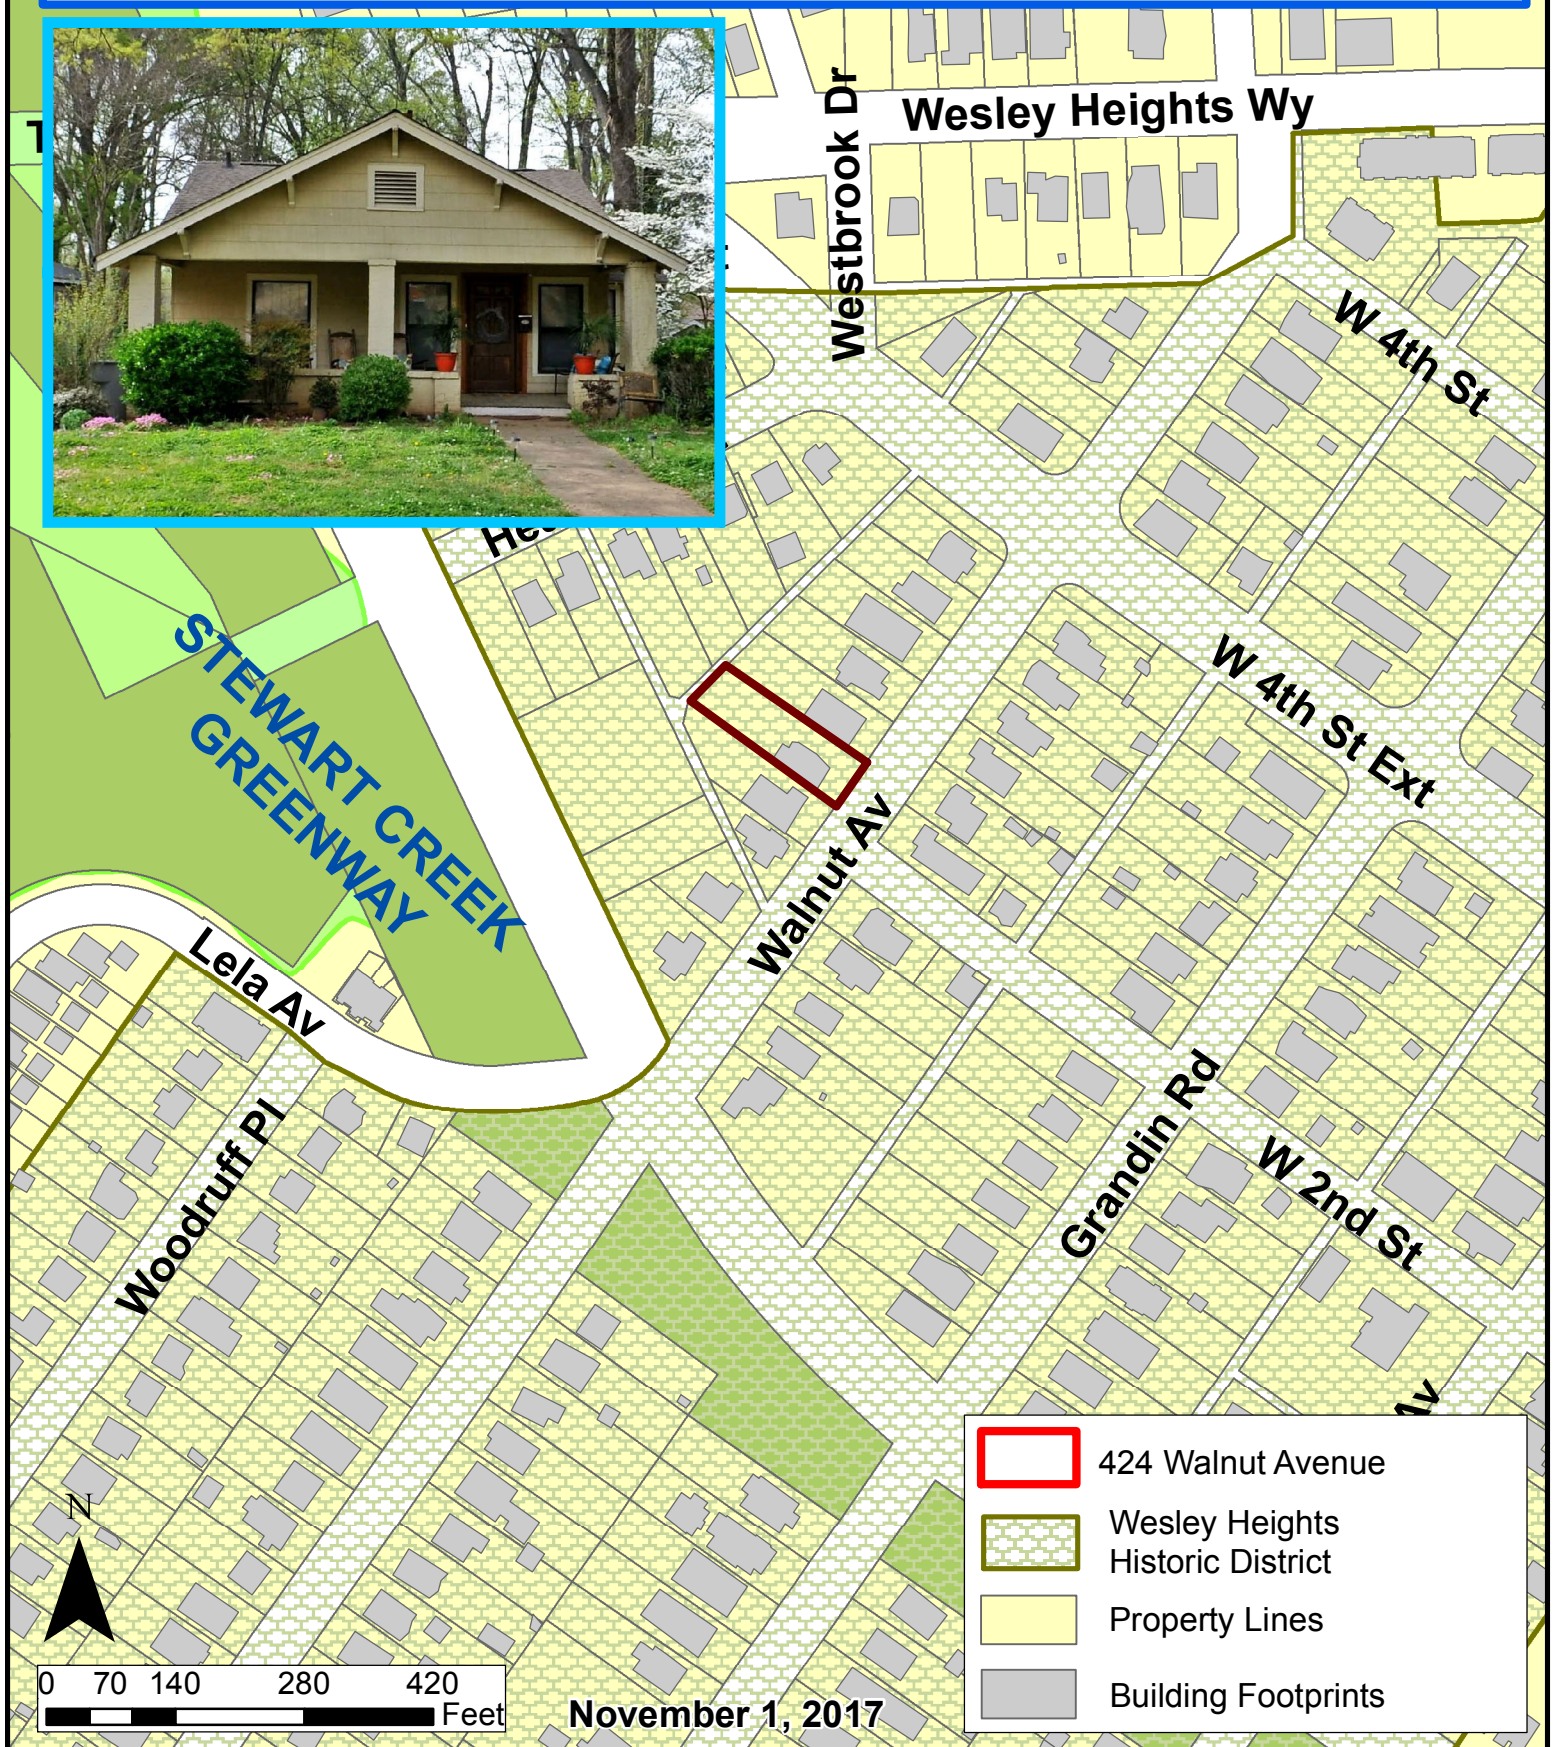 Wesley Heights Wy
Westbrook Dr
W 4th St
STEWART CREEK
GREENWAY
W 4th St Ext
Walnut Av
Lela Av
Woodruff Pl
Grandin Rd
W 2nd St
Av
424 Walnut Avenue
Wesley Heights
Historic District
Property Lines
Building Footprints
N
0 70 140 280 420
Feet
November 1, 2017